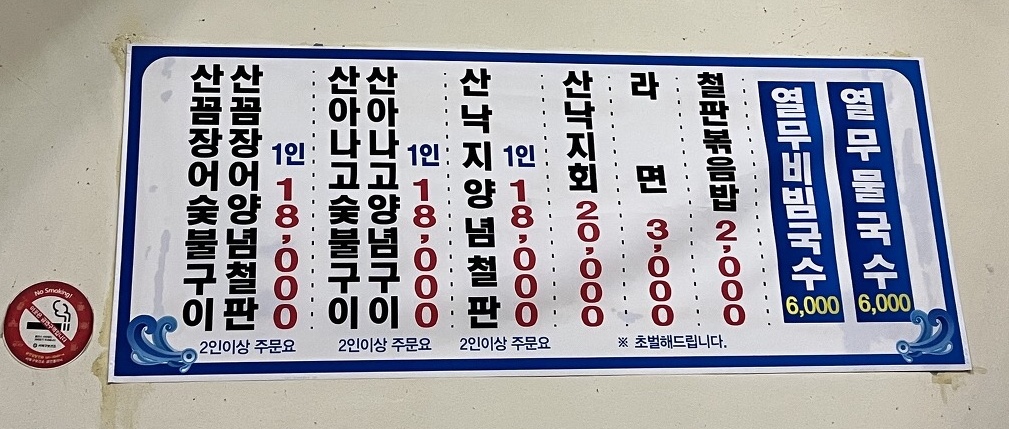 산꼼장어숯불구이
산꼼장어양념철판
1인 18,000
2인이상 주문요
산아나고숯불구이
산아나고양념구이
1인 18,000
2인이상 주문요
산낙지양념철판
1인 18,000
2인이상 주문요
산낙지회 20,000
라면 3,000
철판볶음밥 2,000
※ 초벌해드립니다.
열무비빔국수 6,000
열무물국수 6,000
No Smoking!